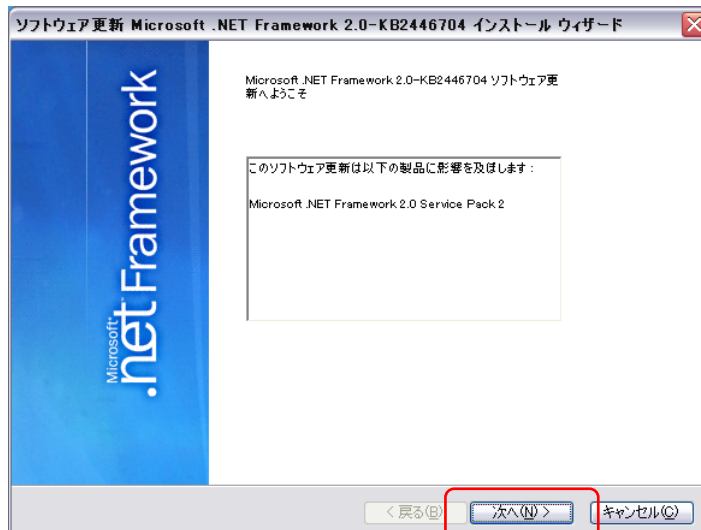 ソフトウェア更新 Microsoft .NET Framework 2.0-KB2446704 インストール ウィザード
Microsoft .NET Framework 2.0-KB2446704 ソフトウェア更
新へようこそ
このソフトウェア更新は以下の製品に影響を及ぼします:
Microsoft .NET Framework 2.0 Service Pack 2
Microsoft
.net Framework
< 戻る(B)
次へ(N) >
キャンセル(C)